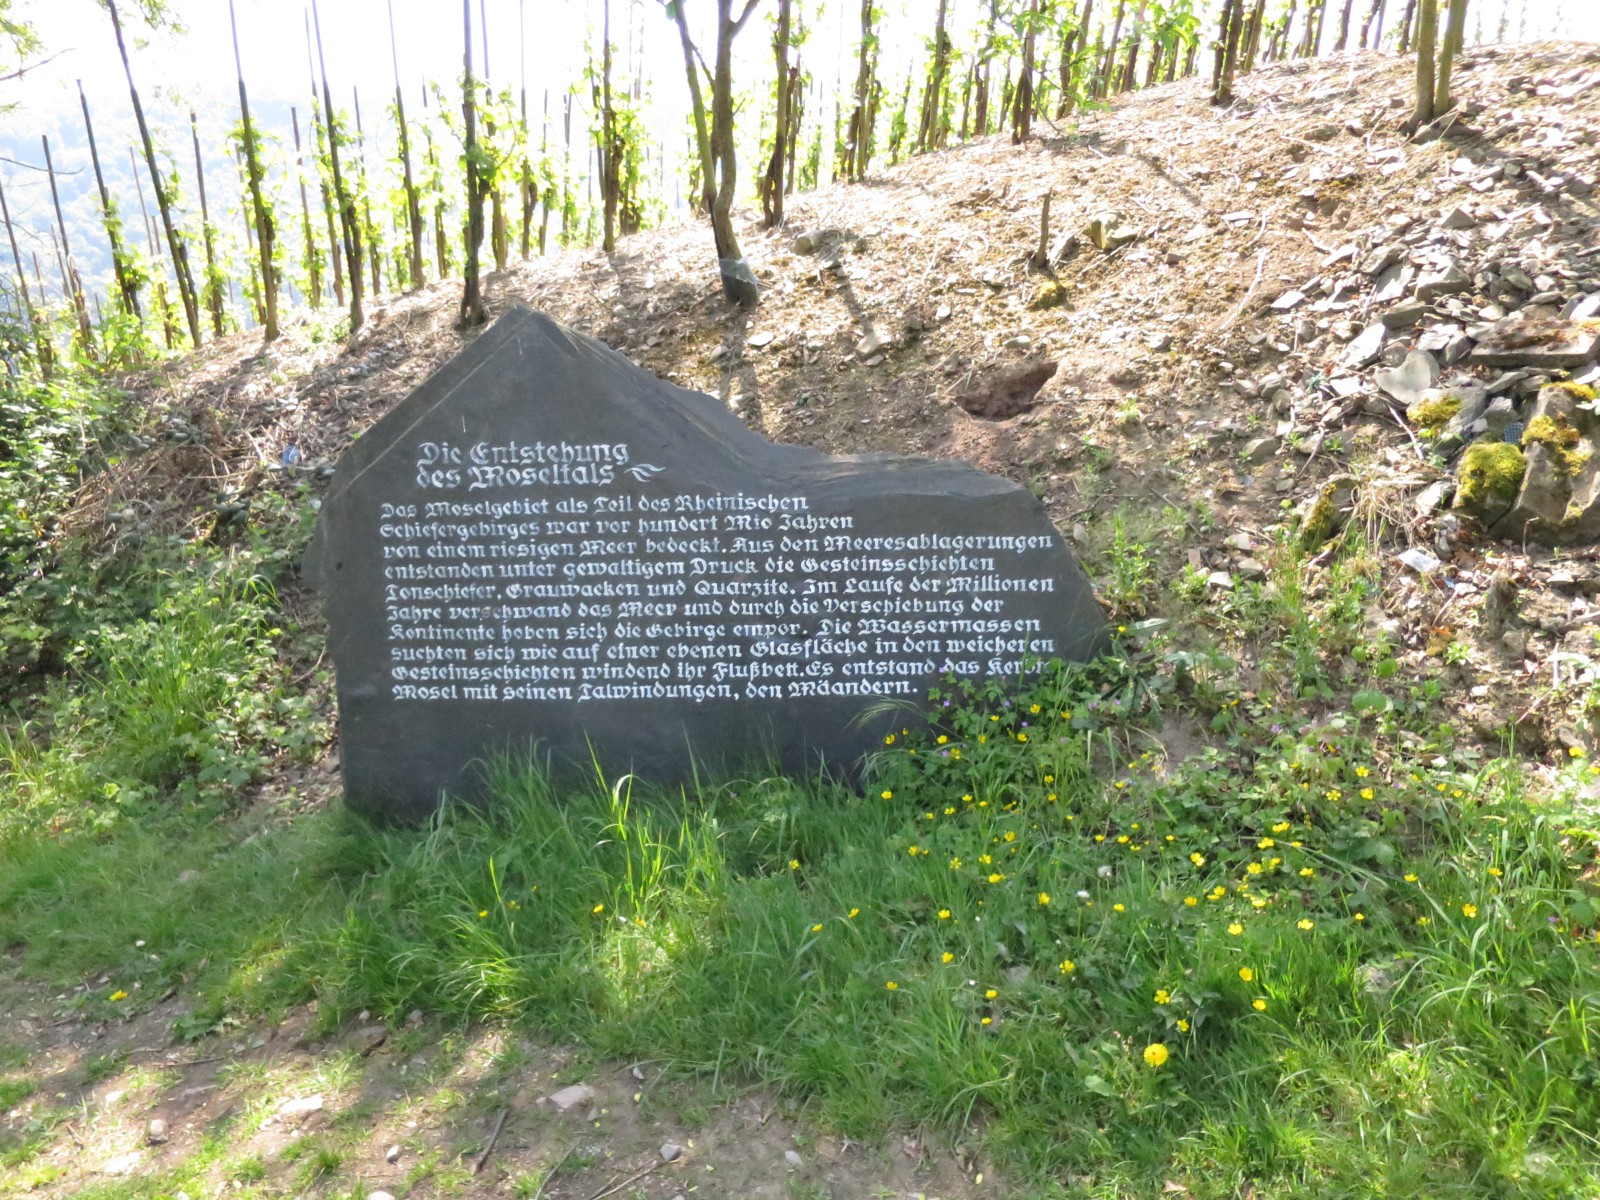 Die Entstehung
des Moseltals
Das Moselgebiet als Teil des Rheinischen
Schiefergebirges war vor hundert Mio Jahren
von einem riesigen Meer bedeckt. Aus den Meeresablagerungen
entstanden unter gewaltigem Druck die Gesteinsschichten
Tonschiefer, Grauwacken und Quarzite. Im Laufe der Millionen
Jahre verschwand das Meer und durch die Verschiebung der
Kontinente hoben sich die Gebirge empor. Die Wassermassen
suchten sich wie auf einer ebenen Glasfläche in den weicheren
Gesteinsschichten windend ihr Flußbett. Es entstand das
Mosel mit seinen Talwindungen, den Mäandern.